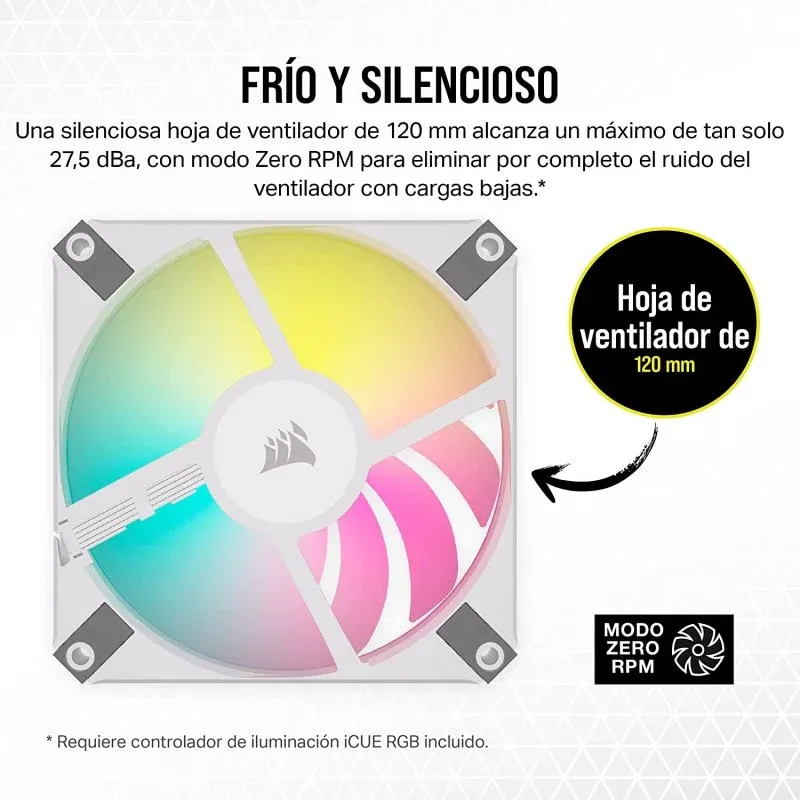 FRÍO Y SILENCIOSO
Una silenciosa hoja de ventilador de 120 mm alcanza un máximo de tan solo
27,5 dBa, con modo Zero RPM para eliminar por completo el ruido del
ventilador con cargas bajas.*
Hoja de
ventilador de
120 mm
MODO
ZERO
RPM
* Requiere controlador de iluminación iCUE RGB incluido.